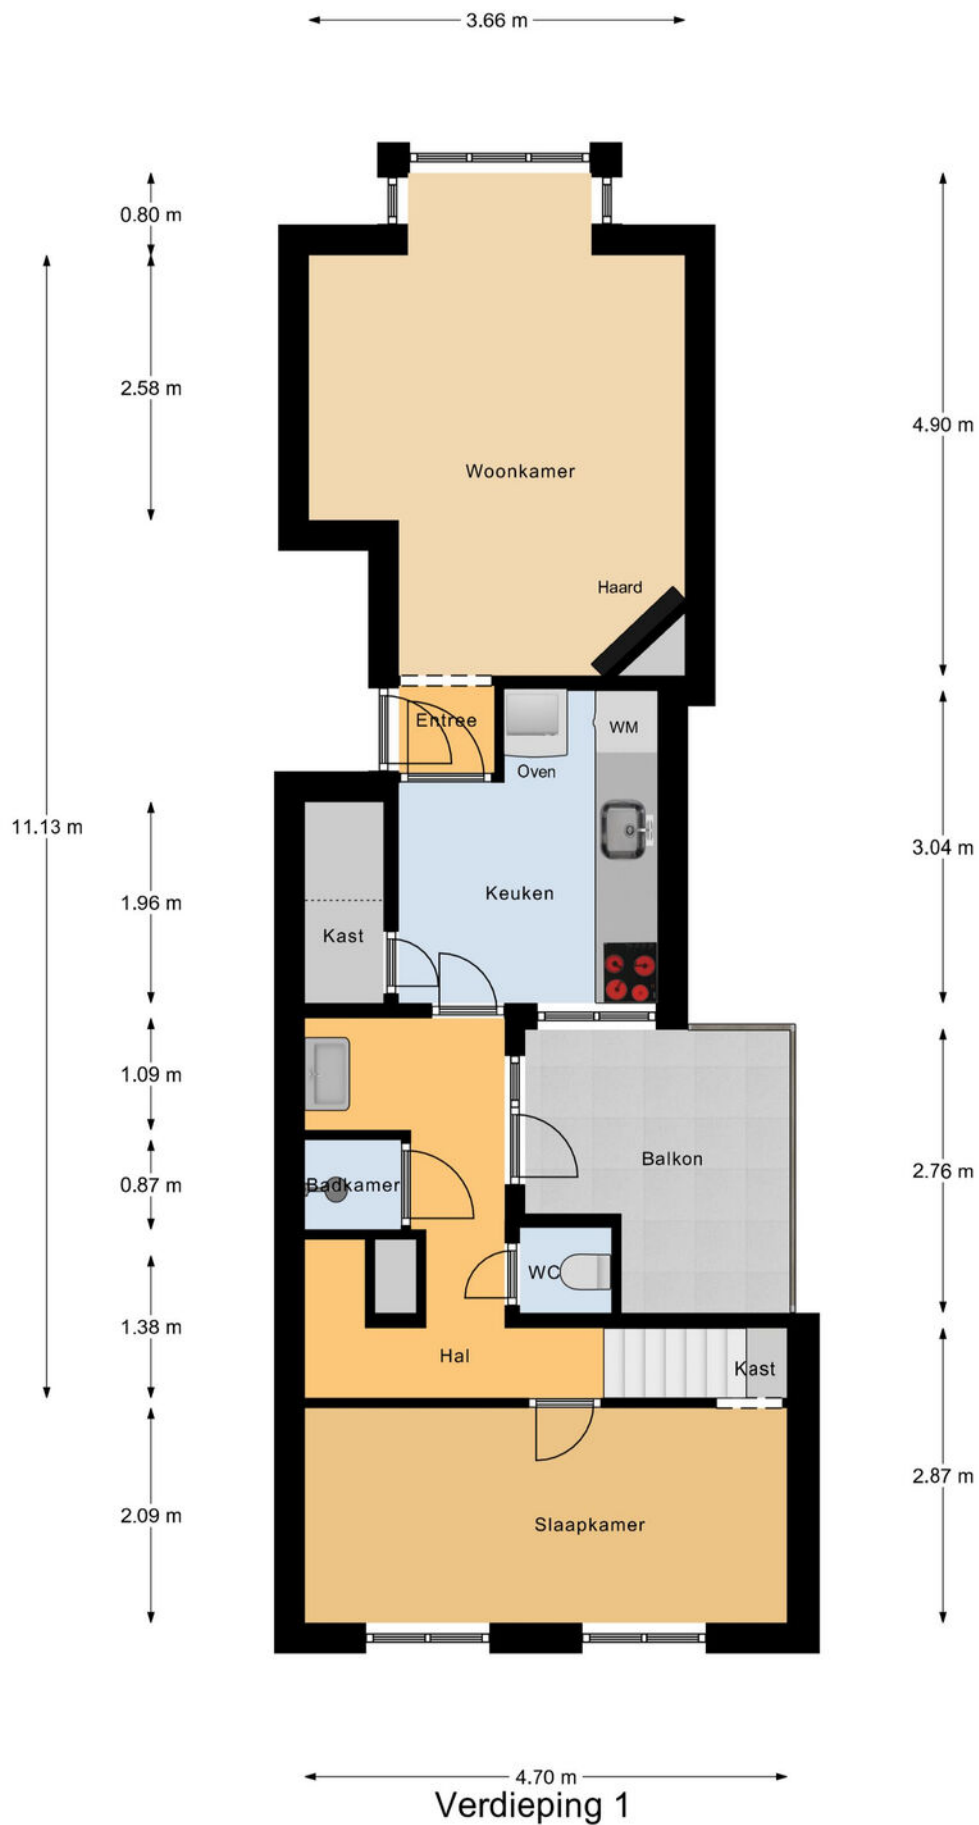 3.66 m
0.80 m
2.58 m
4.90 m
Woonkamer
Haard
Entree
WM
Oven
11.13 m
3.04 m
Keuken
1.96 m
Kast
1.09 m
Balkon
2.76 m
0.87 m
Badkamer
WC
1.38 m
Hal
Kast
2.87 m
2.09 m
Slaapkamer
4.70 m
Verdieping 1